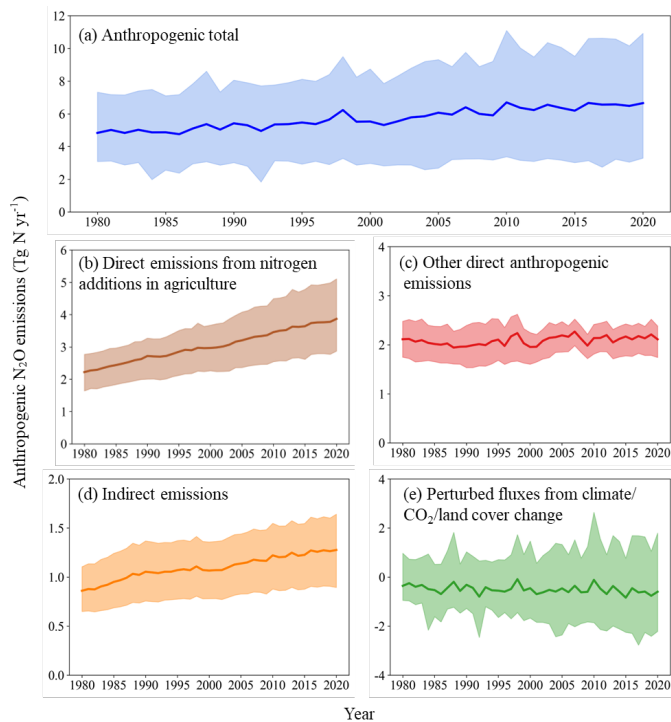 (a) Anthropogenic total
12
10
8
6
4
2
0
1980 1985 1990 1995 2000 2005 2010 2015 2020
Anthropogenic N₂O emissions (Tg N yr⁻¹)
(b) Direct emissions from nitrogen
additions in agriculture
6
5
4
3
2
1
0
1980 1985 1990 1995 2000 2005 2010 2015 2020
(c) Other direct anthropogenic
emissions
4
3
2
1
0
1980 1985 1990 1995 2000 2005 2010 2015 2020
(d) Indirect emissions
2.0
1.5
1.0
0.5
0.0
1980 1985 1990 1995 2000 2005 2010 2015 2020
(e) Perturbed fluxes from climate/
CO₂/land cover change
4
2
0
-2
-4
1980 1985 1990 1995 2000 2005 2010 2015 2020
Year